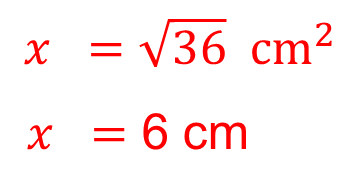 x = √36 cm²
x = 6 cm